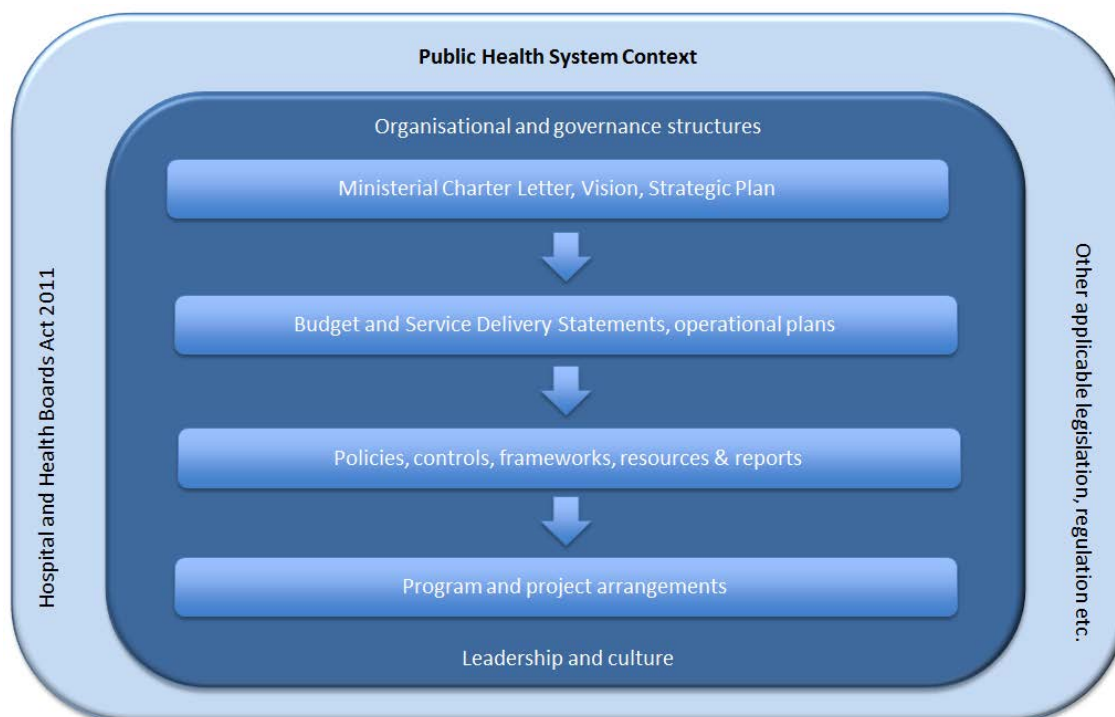 Public Health System Context
Hospital and Health Boards Act 2011
Organisational and governance structures
Ministerial Charter Letter, Vision, Strategic Plan
Budget and Service Delivery Statements, operational plans
Policies, controls, frameworks, resources & reports
Program and project arrangements
Leadership and culture
Other applicable legislation, regulation etc.